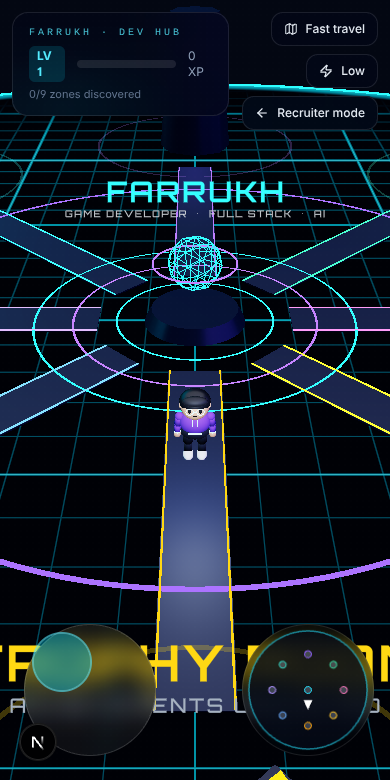 FARRUKH · DEV HUB
LV 1
0 XP
0/9 zones discovered
Fast travel
Low
Recruiter mode
FARRUKH
GAME DEVELOPER · FULL STACK · AI
N